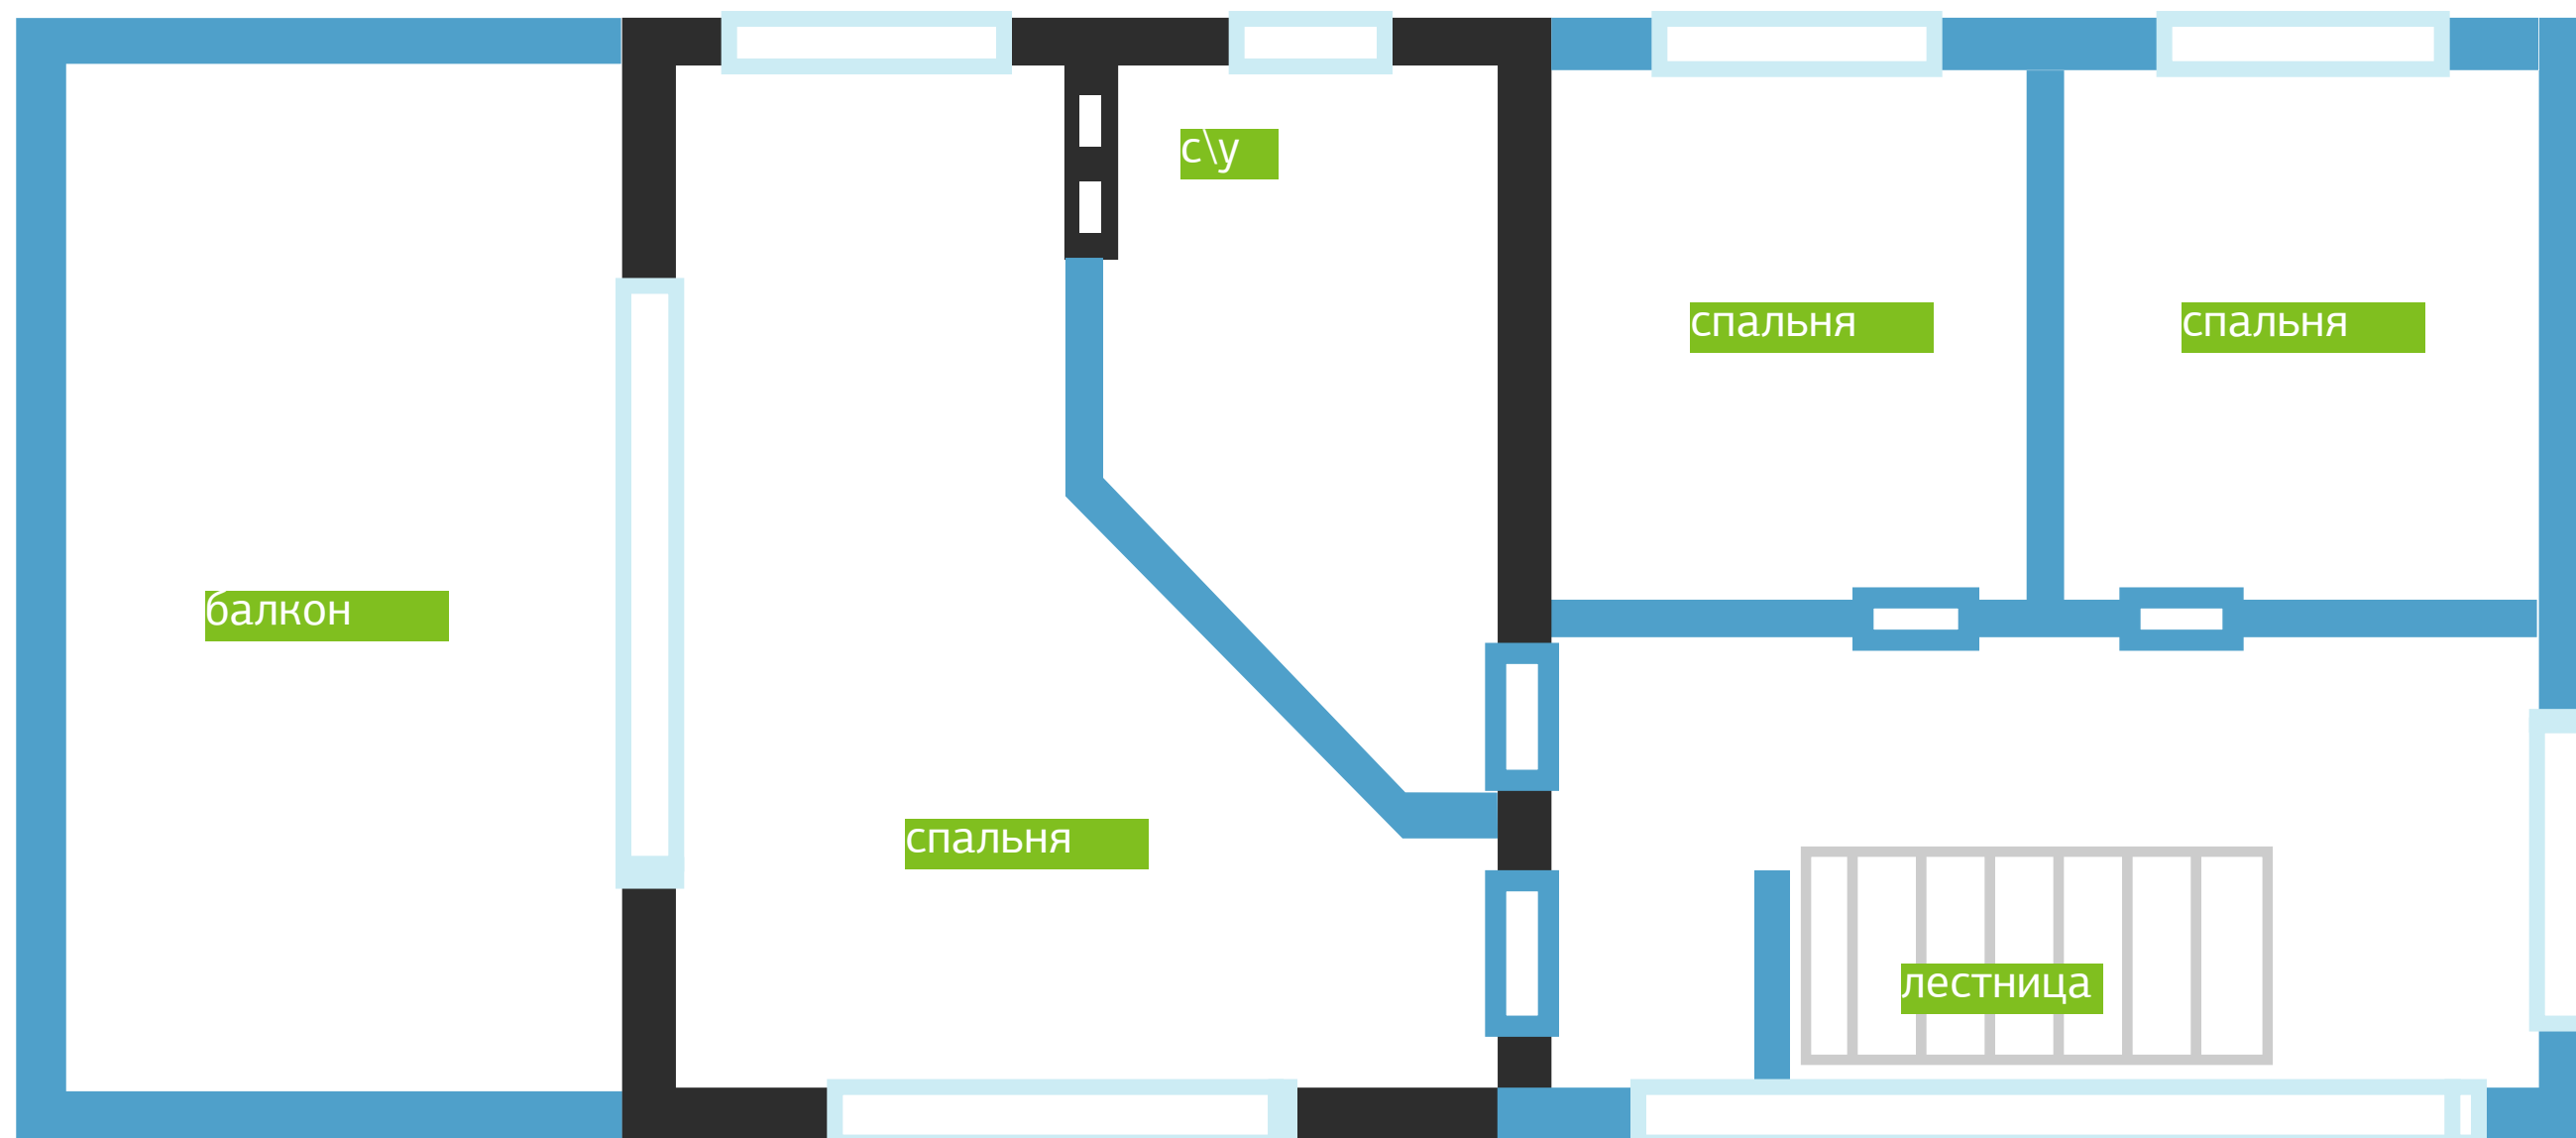 с\у
спальня
спальня
балкон
спальня
лестница